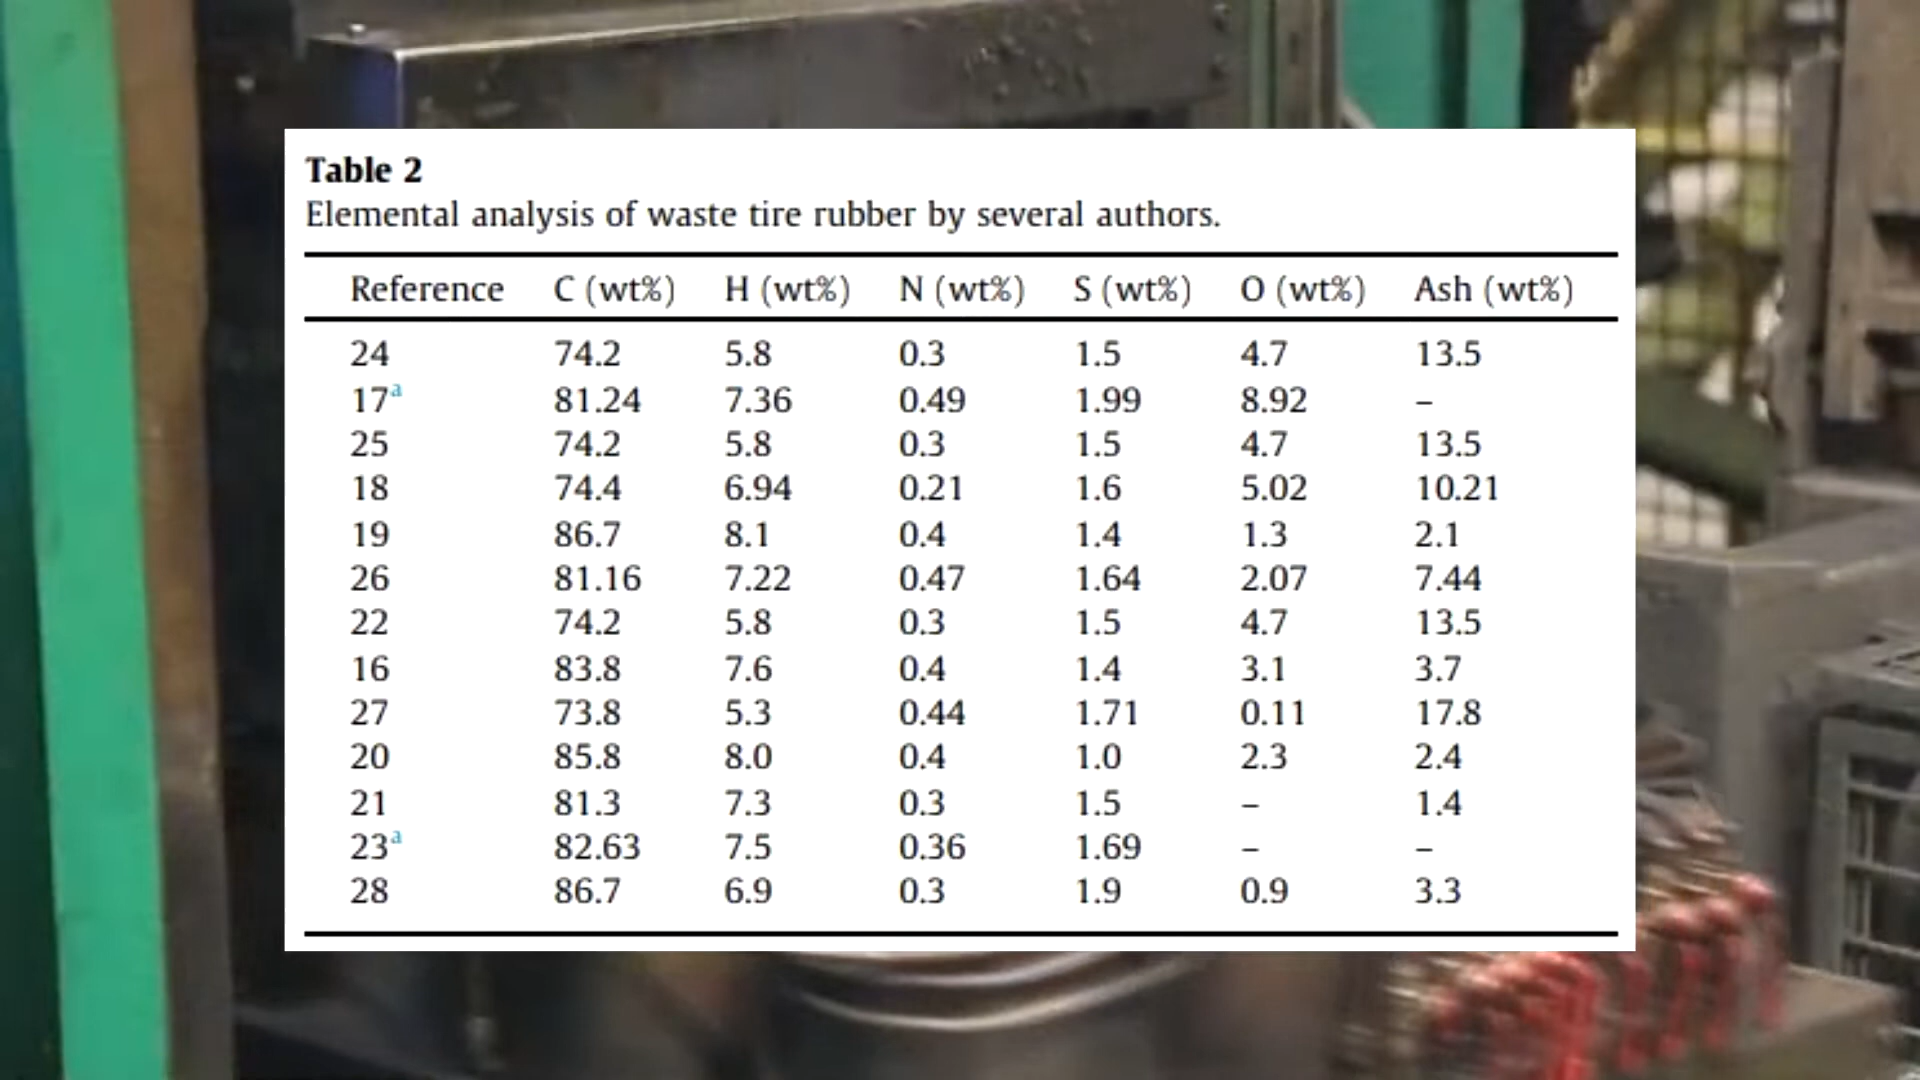 Table 2
Elemental analysis of waste tire rubber by several authors.
Reference C (wt%) H (wt%) N (wt%) S (wt%) O (wt%) Ash (wt%)
24 74.2 5.8 0.3 1.5 4.7 13.5
17ᵃ 81.24 7.36 0.49 1.99 8.92 –
25 74.2 5.8 0.3 1.5 4.7 13.5
18 74.4 6.94 0.21 1.6 5.02 10.21
19 86.7 8.1 0.4 1.4 1.3 2.1
26 81.16 7.22 0.47 1.64 2.07 7.44
22 74.2 5.8 0.3 1.5 4.7 13.5
16 83.8 7.6 0.4 1.4 3.1 3.7
27 73.8 5.3 0.44 1.71 0.11 17.8
20 85.8 8.0 0.4 1.0 2.3 2.4
21 81.3 7.3 0.3 1.5 – 1.4
23ᵃ 82.63 7.5 0.36 1.69 – –
28 86.7 6.9 0.3 1.9 0.9 3.3